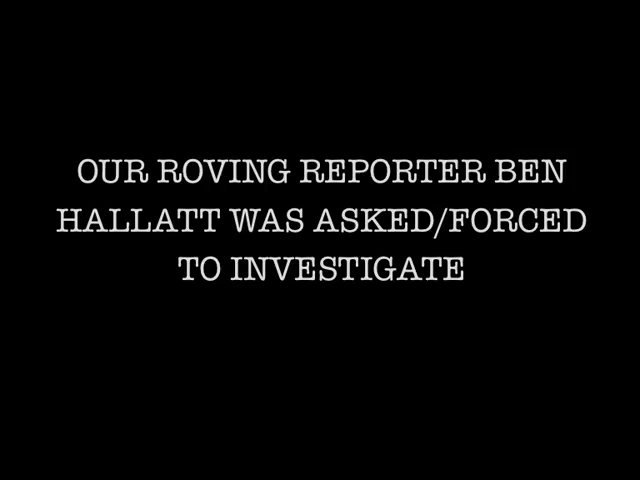 OUR ROVING REPORTER BEN
HALLATT WAS ASKED/FORCED
TO INVESTIGATE